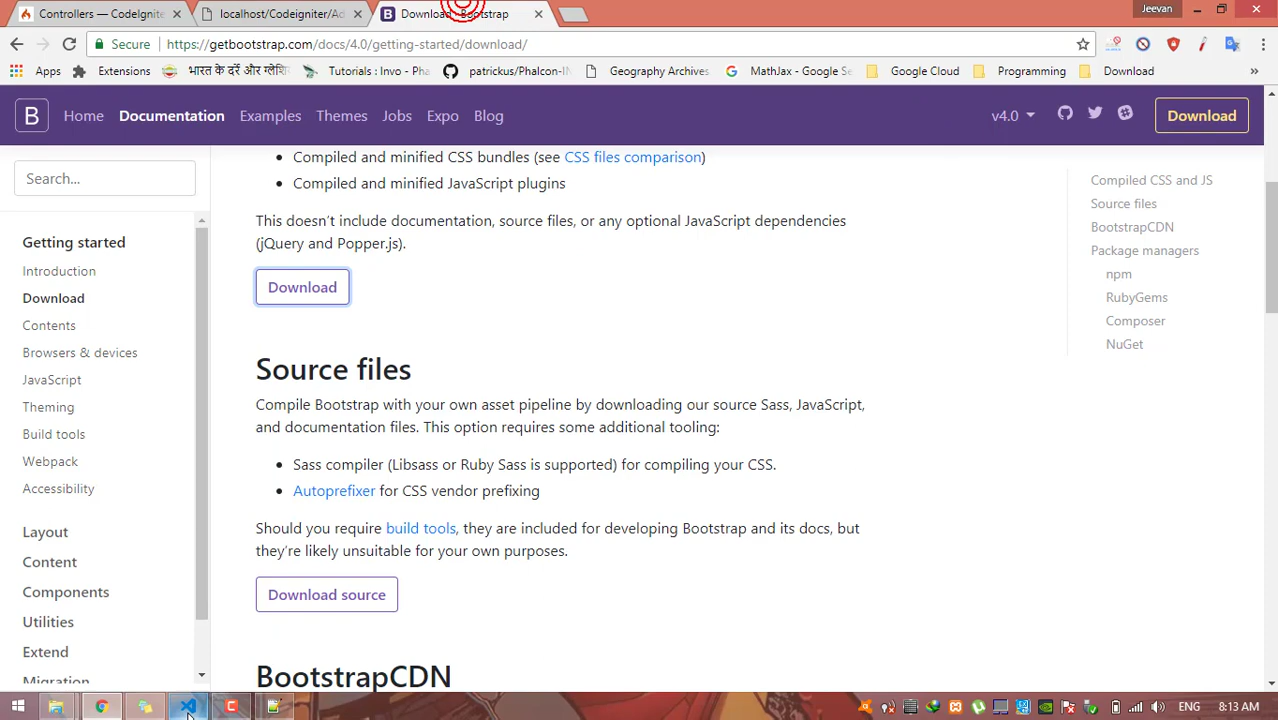 Controllers — CodeIgnite
localhost/Codeigniter/Ad
Download · Bootstrap
Jeevan
Secure
https://getbootstrap.com/docs/4.0/getting-started/download/
Apps
Extensions
भारत के दर्रे और ग्लेशि
Tutorials : Invo - Pha
patrickus/Phalcon-IN
Geography Archives
MathJax - Google Se
Google Cloud
Programming
Download
»
B
Home
Documentation
Examples
Themes
Jobs
Expo
Blog
v4.0
Download
Search...
Getting started
Introduction
Download
Contents
Browsers & devices
JavaScript
Theming
Build tools
Webpack
Accessibility
Layout
Content
Components
Utilities
Extend
Migration
Compiled and minified CSS bundles (see CSS files comparison)
Compiled and minified JavaScript plugins
This doesn't include documentation, source files, or any optional JavaScript dependencies
(jQuery and Popper.js).
Download
Source files
Compile Bootstrap with your own asset pipeline by downloading our source Sass, JavaScript,
and documentation files. This option requires some additional tooling:
Sass compiler (Libsass or Ruby Sass is supported) for compiling your CSS.
Autoprefixer for CSS vendor prefixing
Should you require build tools, they are included for developing Bootstrap and its docs, but
they're likely unsuitable for your own purposes.
Download source
BootstrapCDN
Compiled CSS and JS
Source files
BootstrapCDN
Package managers
npm
RubyGems
Composer
NuGet
ENG
8:13 AM